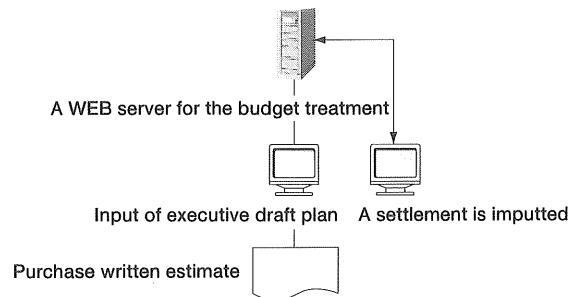 A WEB server for the budget treatment
Input of executive draft plan
A settlement is imputted
Purchase written estimate